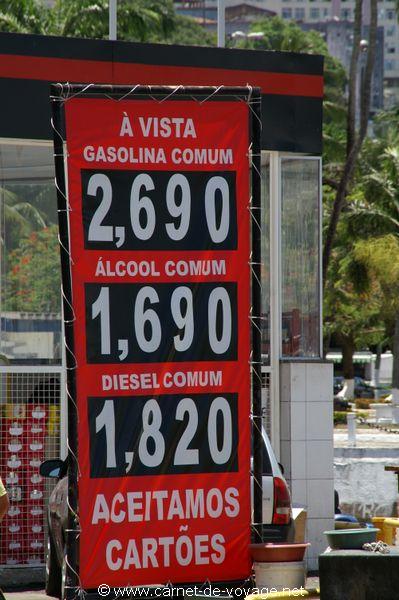 À VISTA
GASOLINA COMUM
2,690
ÁLCOOL COMUM
1,690
DIESEL COMUM
1,820
ACEITAMOS
CARTÕES
www.carnet-de-voyage.net